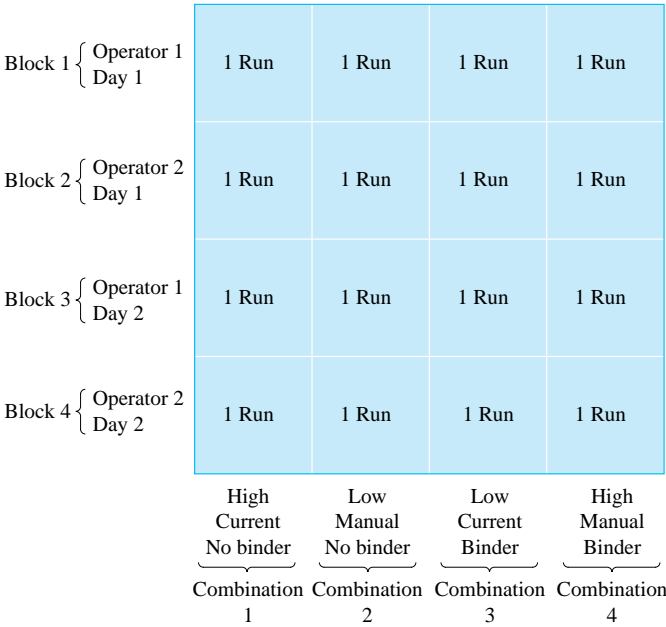 Block 1 Operator 1
Day 1
1 Run 1 Run 1 Run 1 Run
Block 2 Operator 2
Day 1
1 Run 1 Run 1 Run 1 Run
Block 3 Operator 1
Day 2
1 Run 1 Run 1 Run 1 Run
Block 4 Operator 2
Day 2
1 Run 1 Run 1 Run 1 Run
High
Current
No binder
Combination
1
Low
Manual
No binder
Combination
2
Low
Current
Binder
Combination
3
High
Manual
Binder
Combination
4